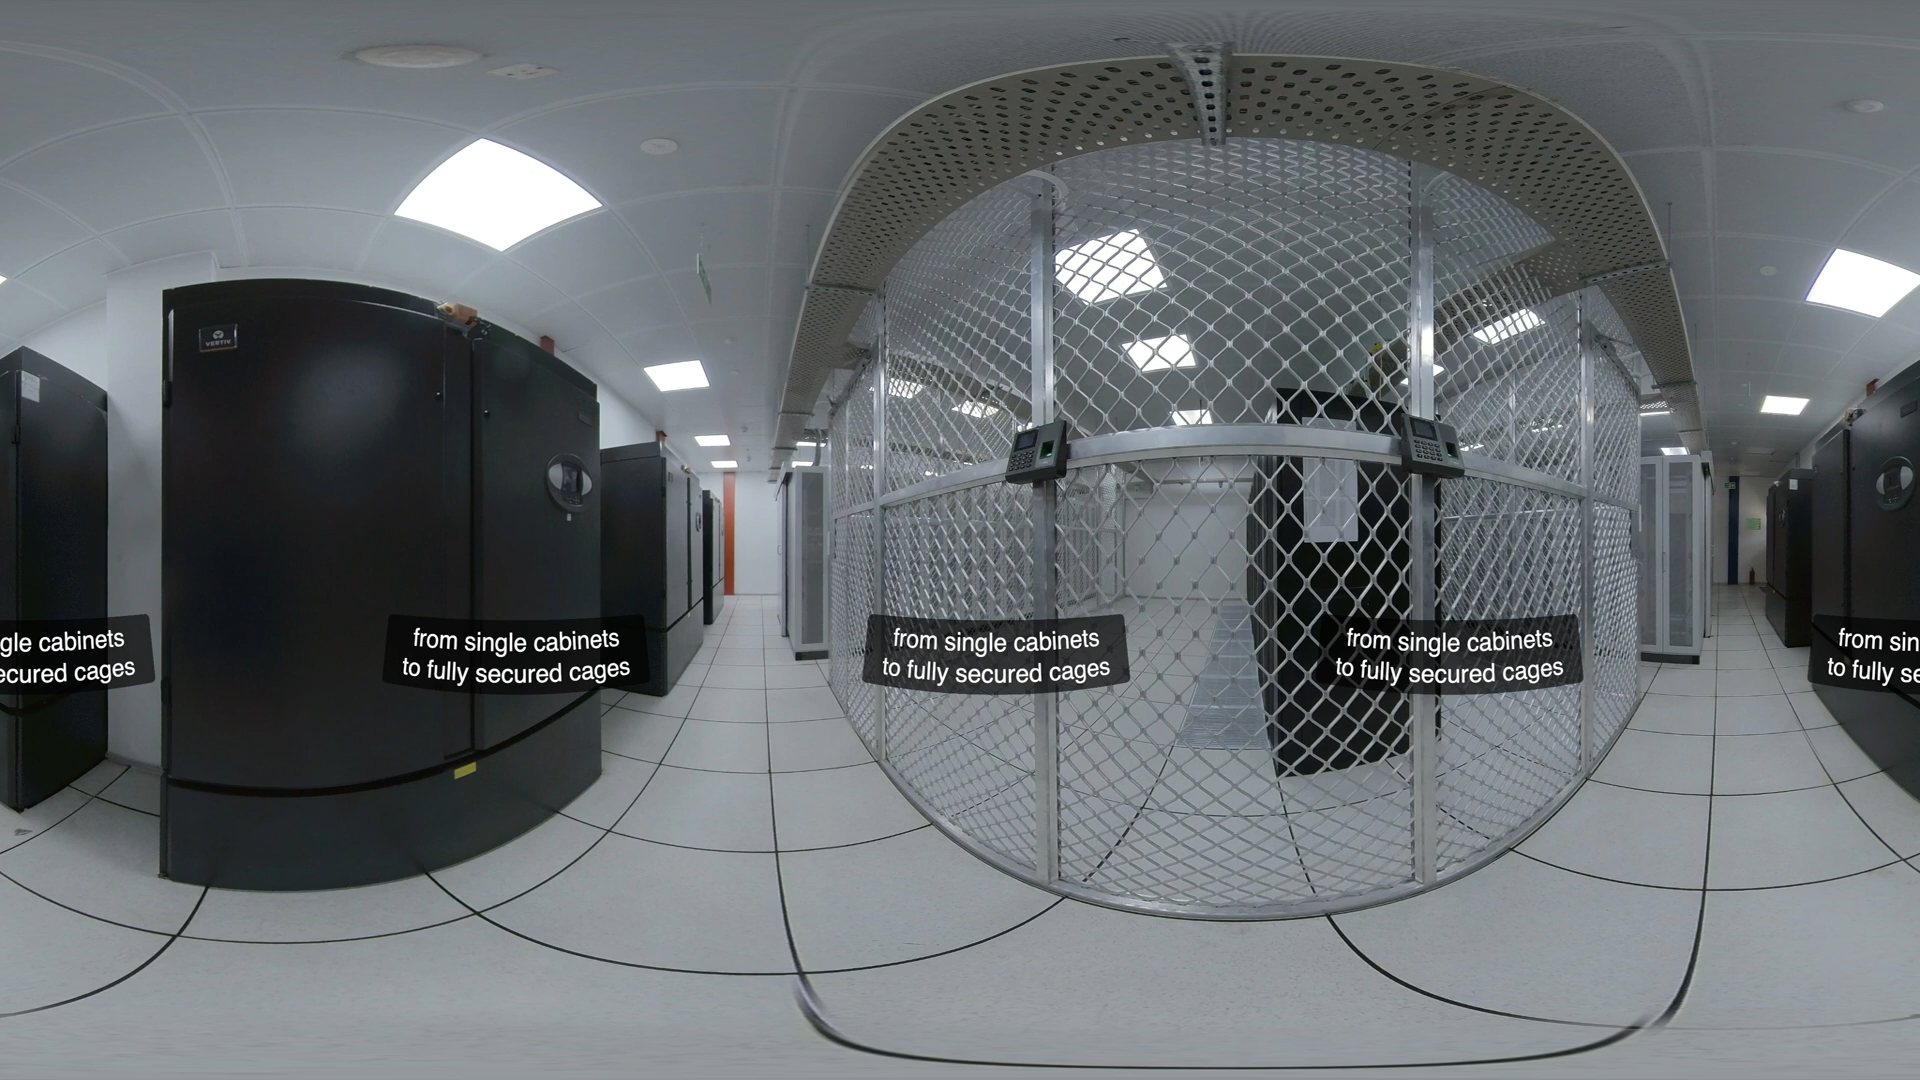 VERTIV
gle cabinets
ecured cages
from single cabinets
to fully secured cages
from single cabinets
to fully secured cages
from single cabinets
to fully secured cages
from sin
to fully se